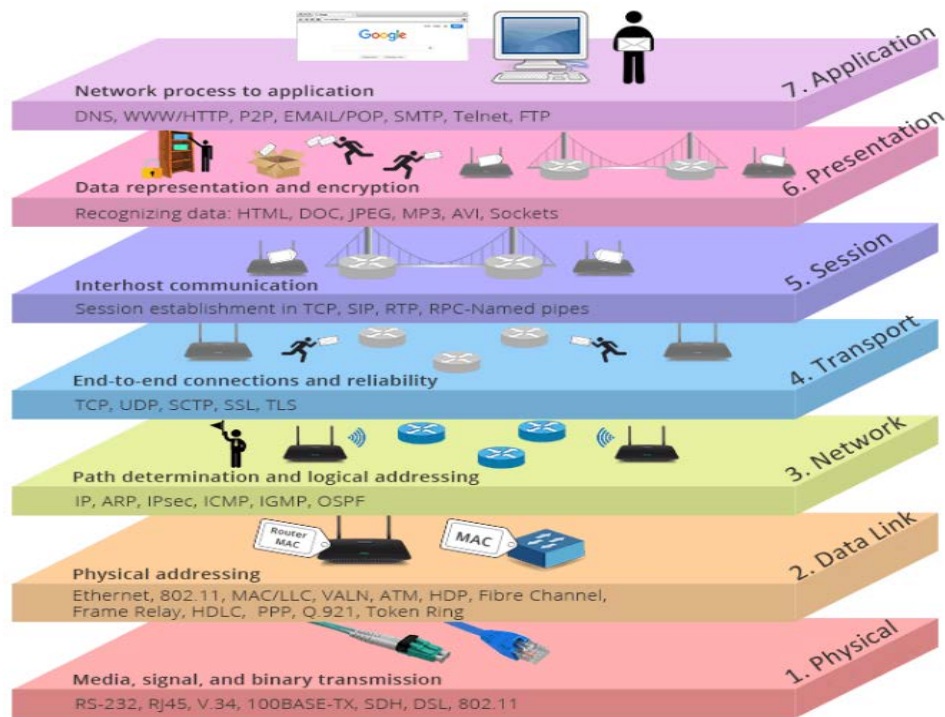 Google
Network process to application
7. Application
DNS, WWW/HTTP, P2P, EMAIL/POP, SMTP, Telnet, FTP
Data representation and encryption
6. Presentation
Recognizing data: HTML, DOC, JPEG, MP3, AVI, Sockets
Interhost communication
5. Session
Session establishment in TCP, SIP, RTP, RPC-Named pipes
End-to-end connections and reliability
4. Transport
TCP, UDP, SCTP, SSL, TLS
Path determination and logical addressing
3. Network
IP, ARP, IPsec, ICMP, IGMP, OSPF
Router
MAC
MAC
Physical addressing
2. Data Link
Ethernet, 802.11, MAC/LLC, VALN, ATM, HDP, Fibre Channel,
Frame Relay, HDLC, PPP, Q.921, Token Ring
Media, signal, and binary transmission
1. Physical
RS-232, RJ45, V.34, 100BASE-TX, SDH, DSL, 802.11